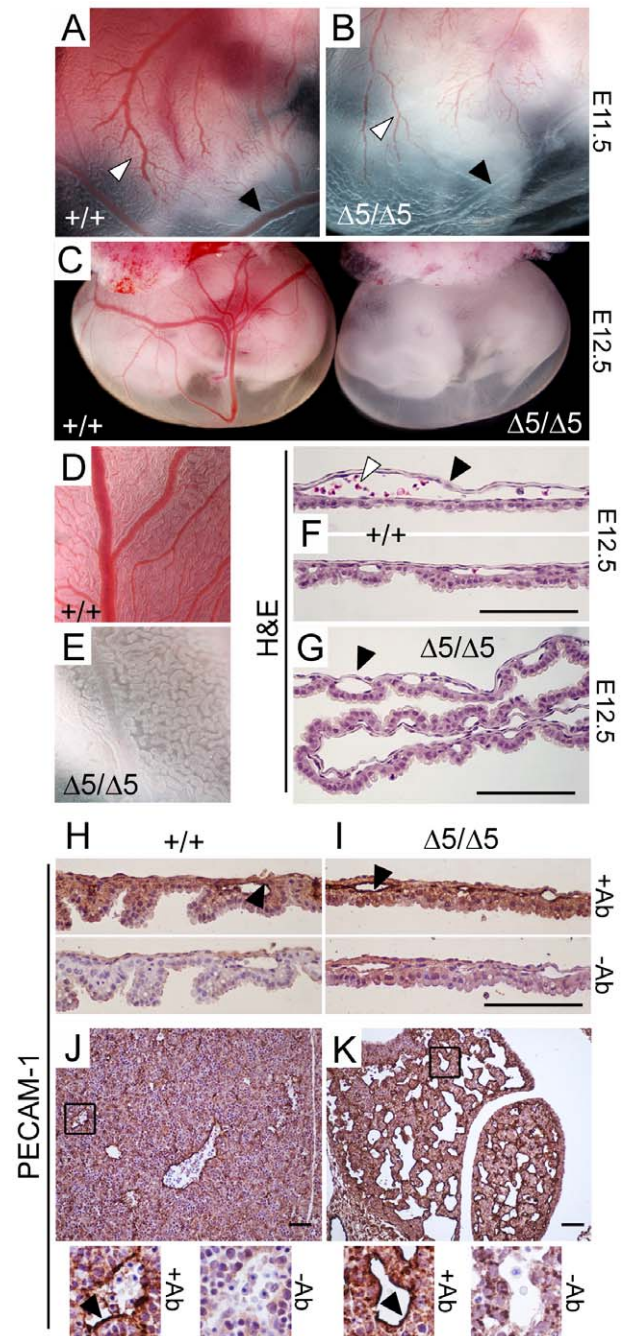 A
B
E11.5
+/+
Δ5/Δ5
C
E12.5
+/+
Δ5/Δ5
D
+/+
E
Δ5/Δ5
H&E
F
+/+
E12.5
G
Δ5/Δ5
E12.5
PECAM-1
+/+
Δ5/Δ5
H
I
+Ab
-Ab
J
K
+Ab
-Ab
+Ab
-Ab